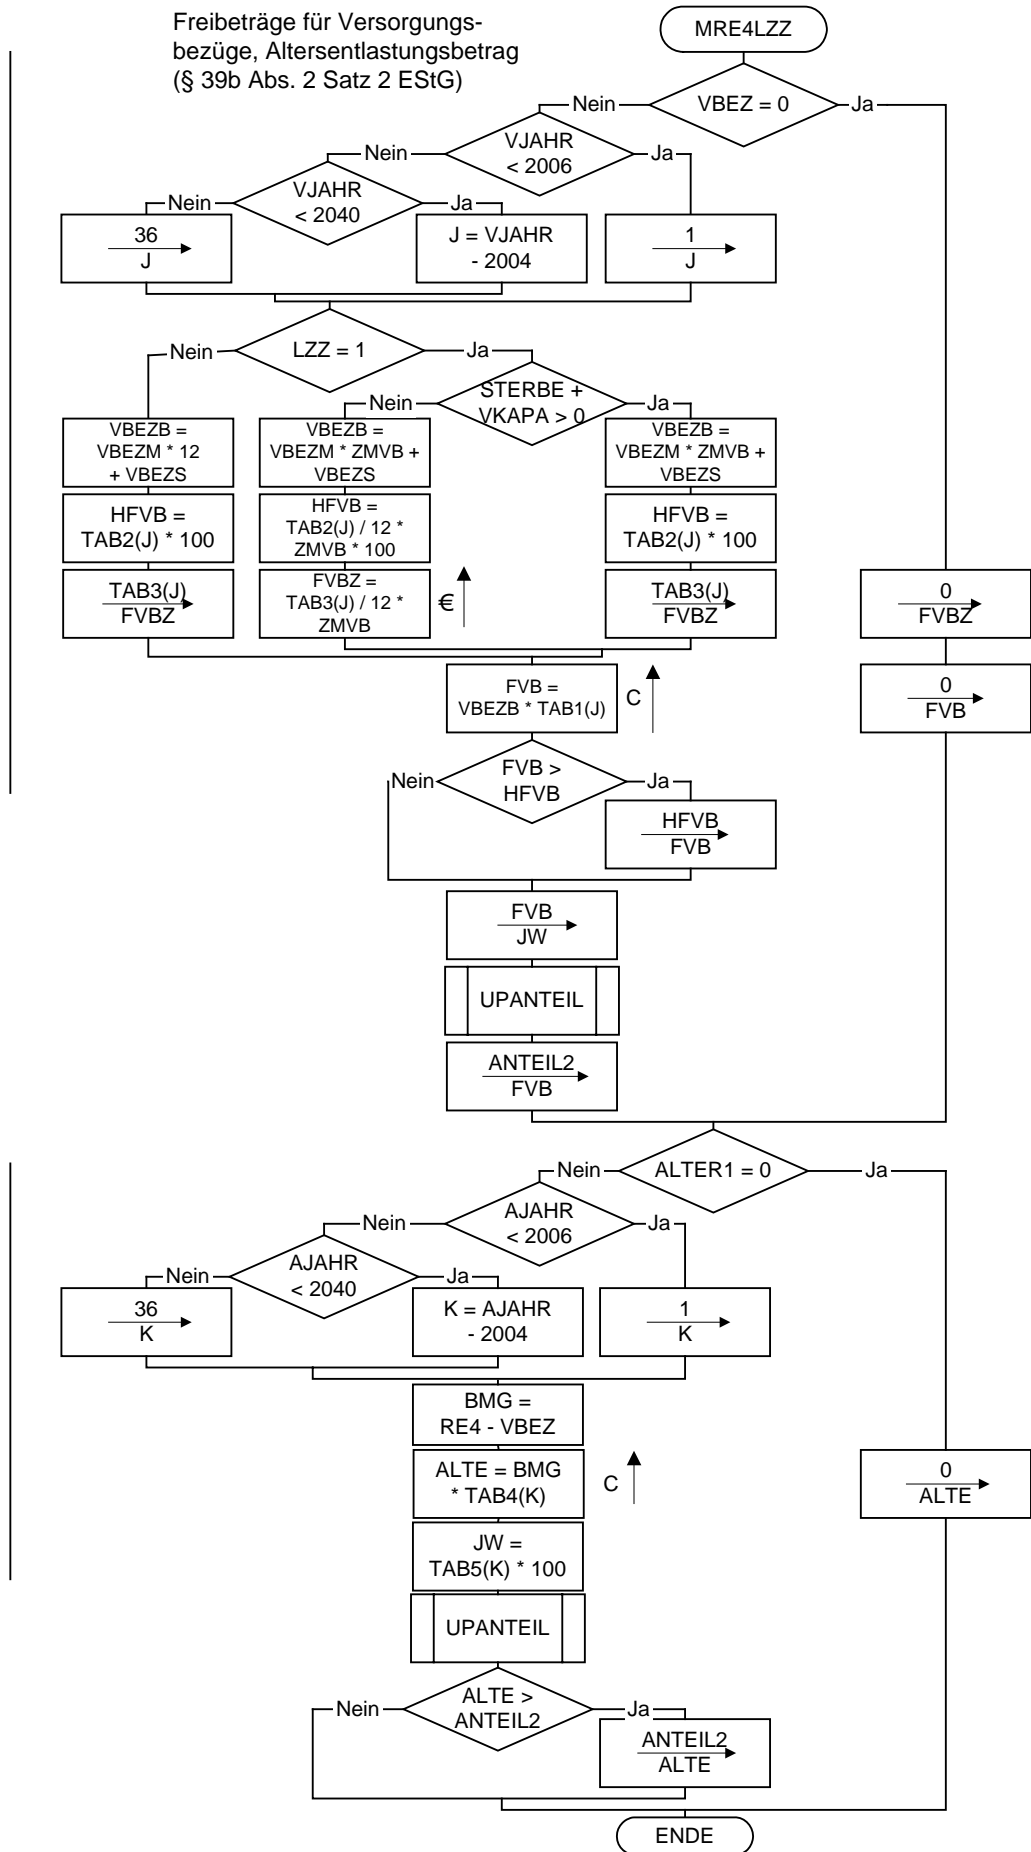 Freibeträge für Versorgungs-
bezüge, Altersentlastungsbetrag
(§ 39b Abs. 2 Satz 2 EStG)
MRE4LZZ
VBEZ = 0
Nein
Ja
VJAHR
< 2006
Nein
Ja
VJAHR
< 2040
Nein
Ja
36
J
J = VJAHR
- 2004
1
J
LZZ = 1
Nein
Ja
STERBE +
VKAPA > 0
Nein
Ja
VBEZB =
VBEZM * 12
+ VBEZS
VBEZB =
VBEZM * ZMVB +
VBEZS
VBEZB =
VBEZM * ZMVB +
VBEZS
HFVB =
TAB2(J) * 100
HFVB =
TAB2(J) / 12 *
ZMVB * 100
HFVB =
TAB2(J) * 100
TAB3(J)
FVBZ
FVBZ =
TAB3(J) / 12 *
ZMVB
€
TAB3(J)
FVBZ
0
FVBZ
FVB =
VBEZB * TAB1(J)
C
0
FVB
FVB >
HFVB
Nein
Ja
HFVB
FVB
FVB
JW
UPANTEIL
ANTEIL2
FVB
ALTER1 = 0
Nein
Ja
AJAHR
< 2006
Nein
Ja
AJAHR
< 2040
Nein
Ja
36
K
K = AJAHR
- 2004
1
K
BMG =
RE4 - VBEZ
ALTE = BMG
* TAB4(K)
C
0
ALTE
JW =
TAB5(K) * 100
UPANTEIL
ALTE >
ANTEIL2
Nein
Ja
ANTEIL2
ALTE
ENDE